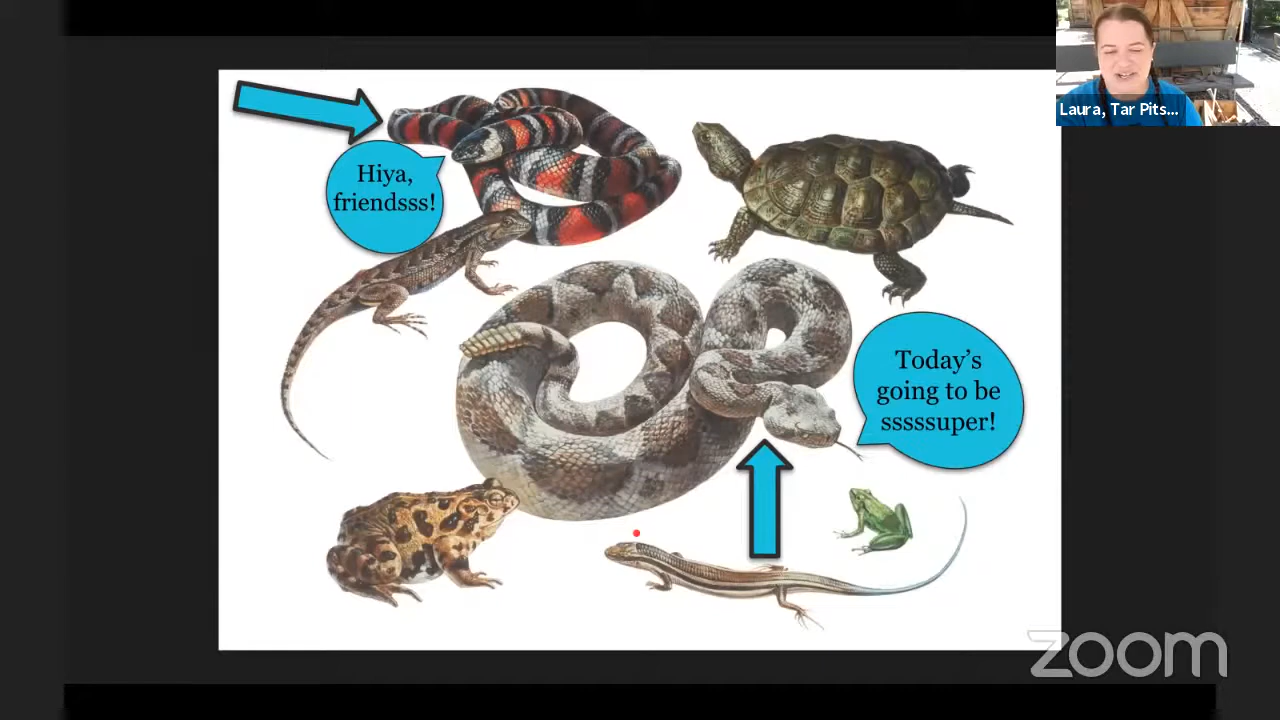 Laura, Tar Pits...
Hiya,
friendsss!
Today's
going to be
sssssuper!
zoom